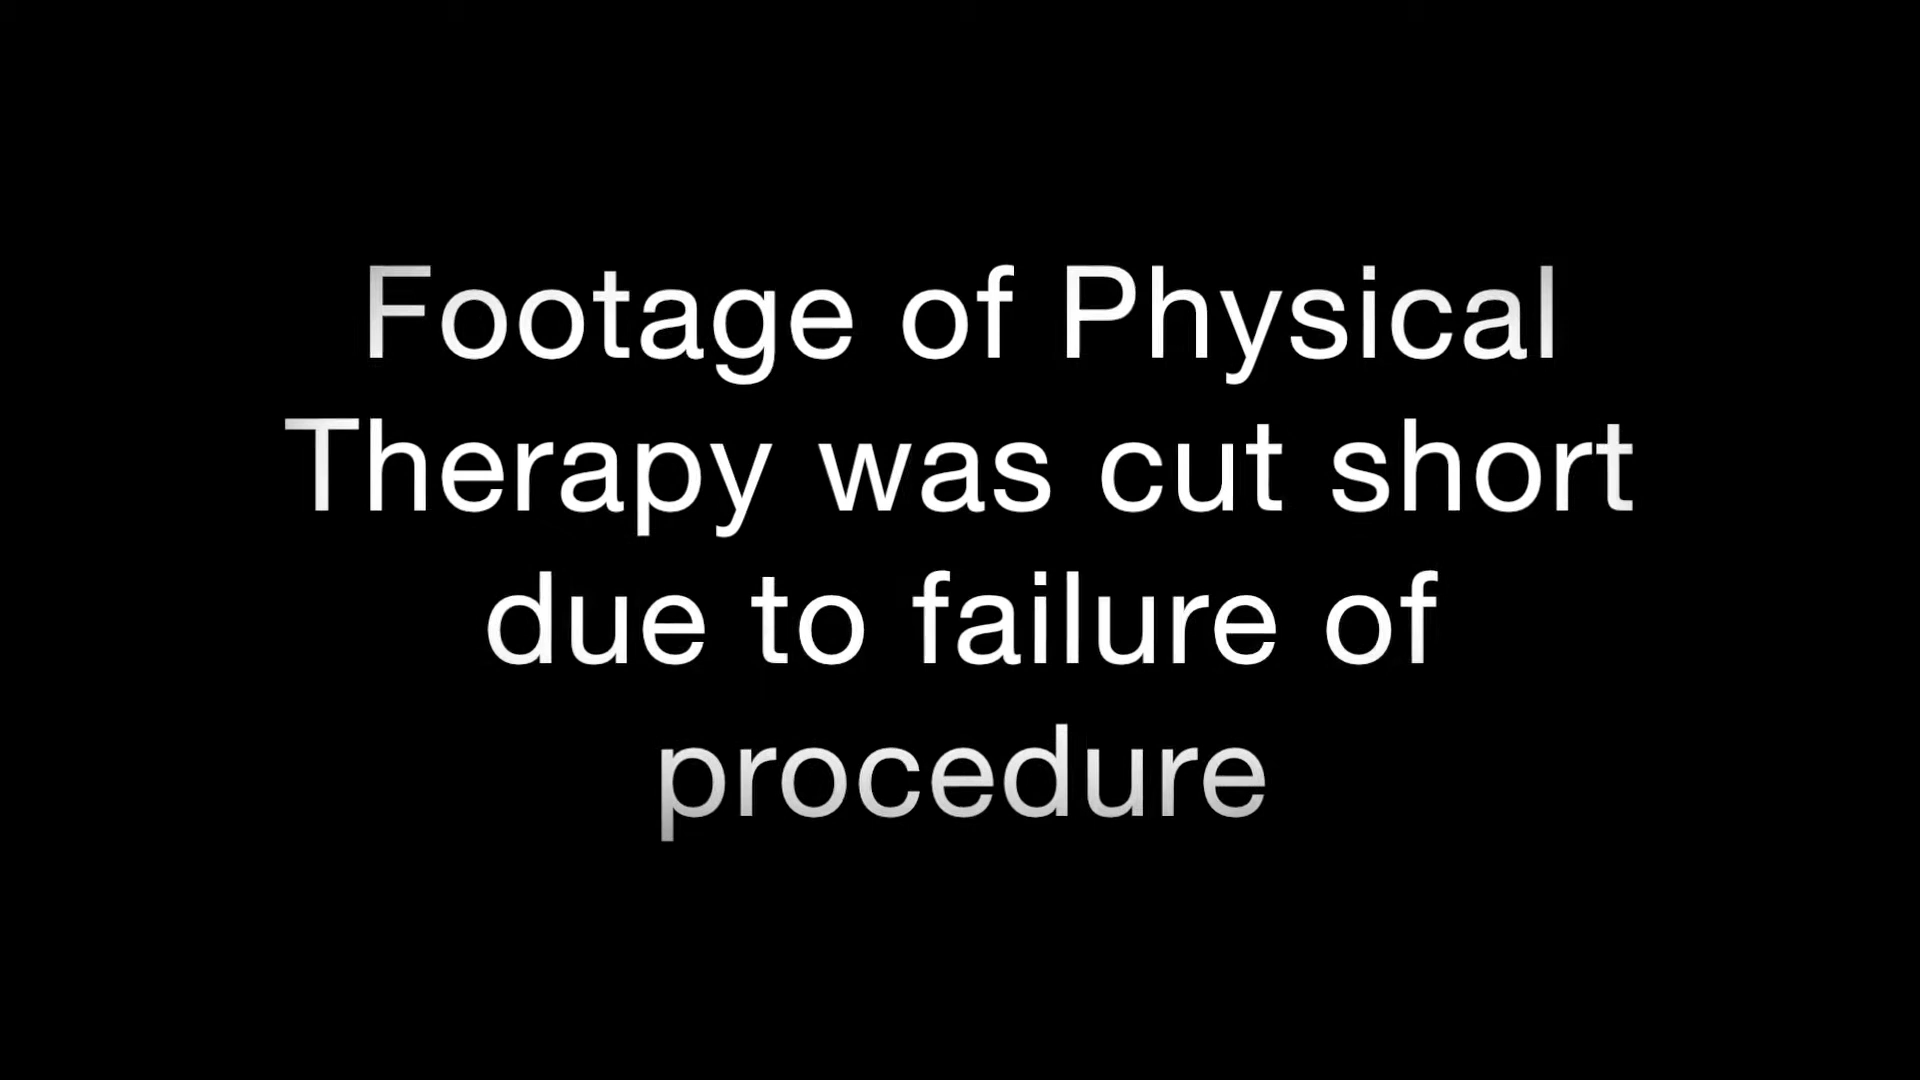 Footage of Physical
Therapy was cut short
due to failure of
procedure